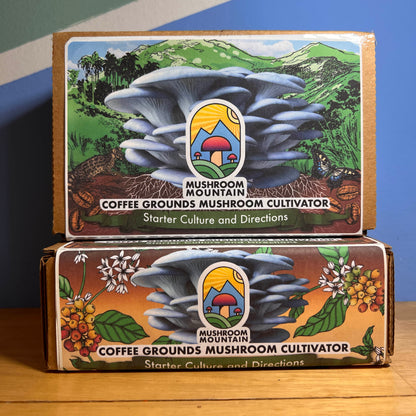 MUSHROOM
MOUNTAIN
COFFEE GROUNDS MUSHROOM CULTIVATOR
Starter Culture and Directions
MUSHROOM
MOUNTAIN
COFFEE GROUNDS MUSHROOM CULTIVATOR
Starter Culture and Directions